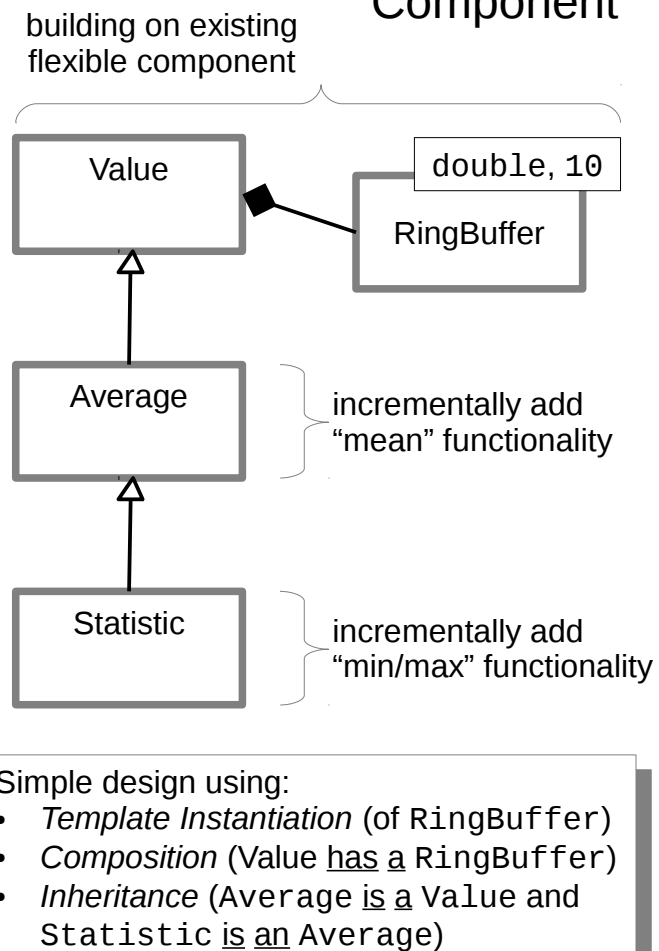 Component
building on existing
flexible component
Value
double, 10
RingBuffer
Average
incrementally add
“mean” functionality
Statistic
incrementally add
“min/max” functionality
Simple design using:
• Template Instantiation (of RingBuffer)
• Composition (Value has a RingBuffer)
• Inheritance (Average is a Value and
Statistic is an Average)